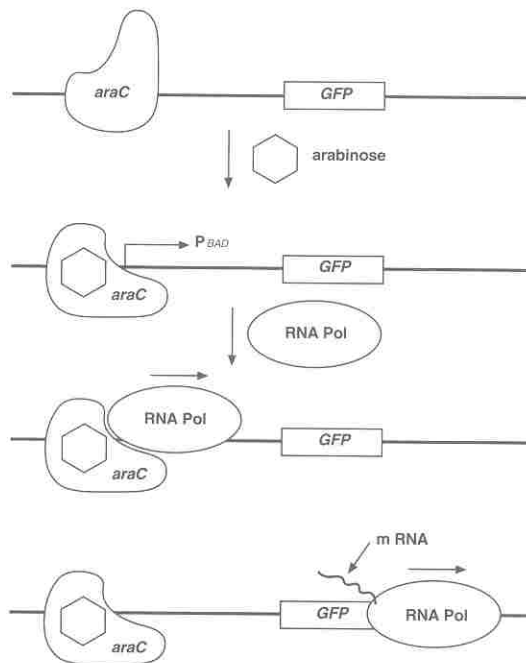 araC
GFP
arabinose
P BAD
GFP
araC
RNA Pol
RNA Pol
GFP
araC
m RNA
GFP
RNA Pol
araC